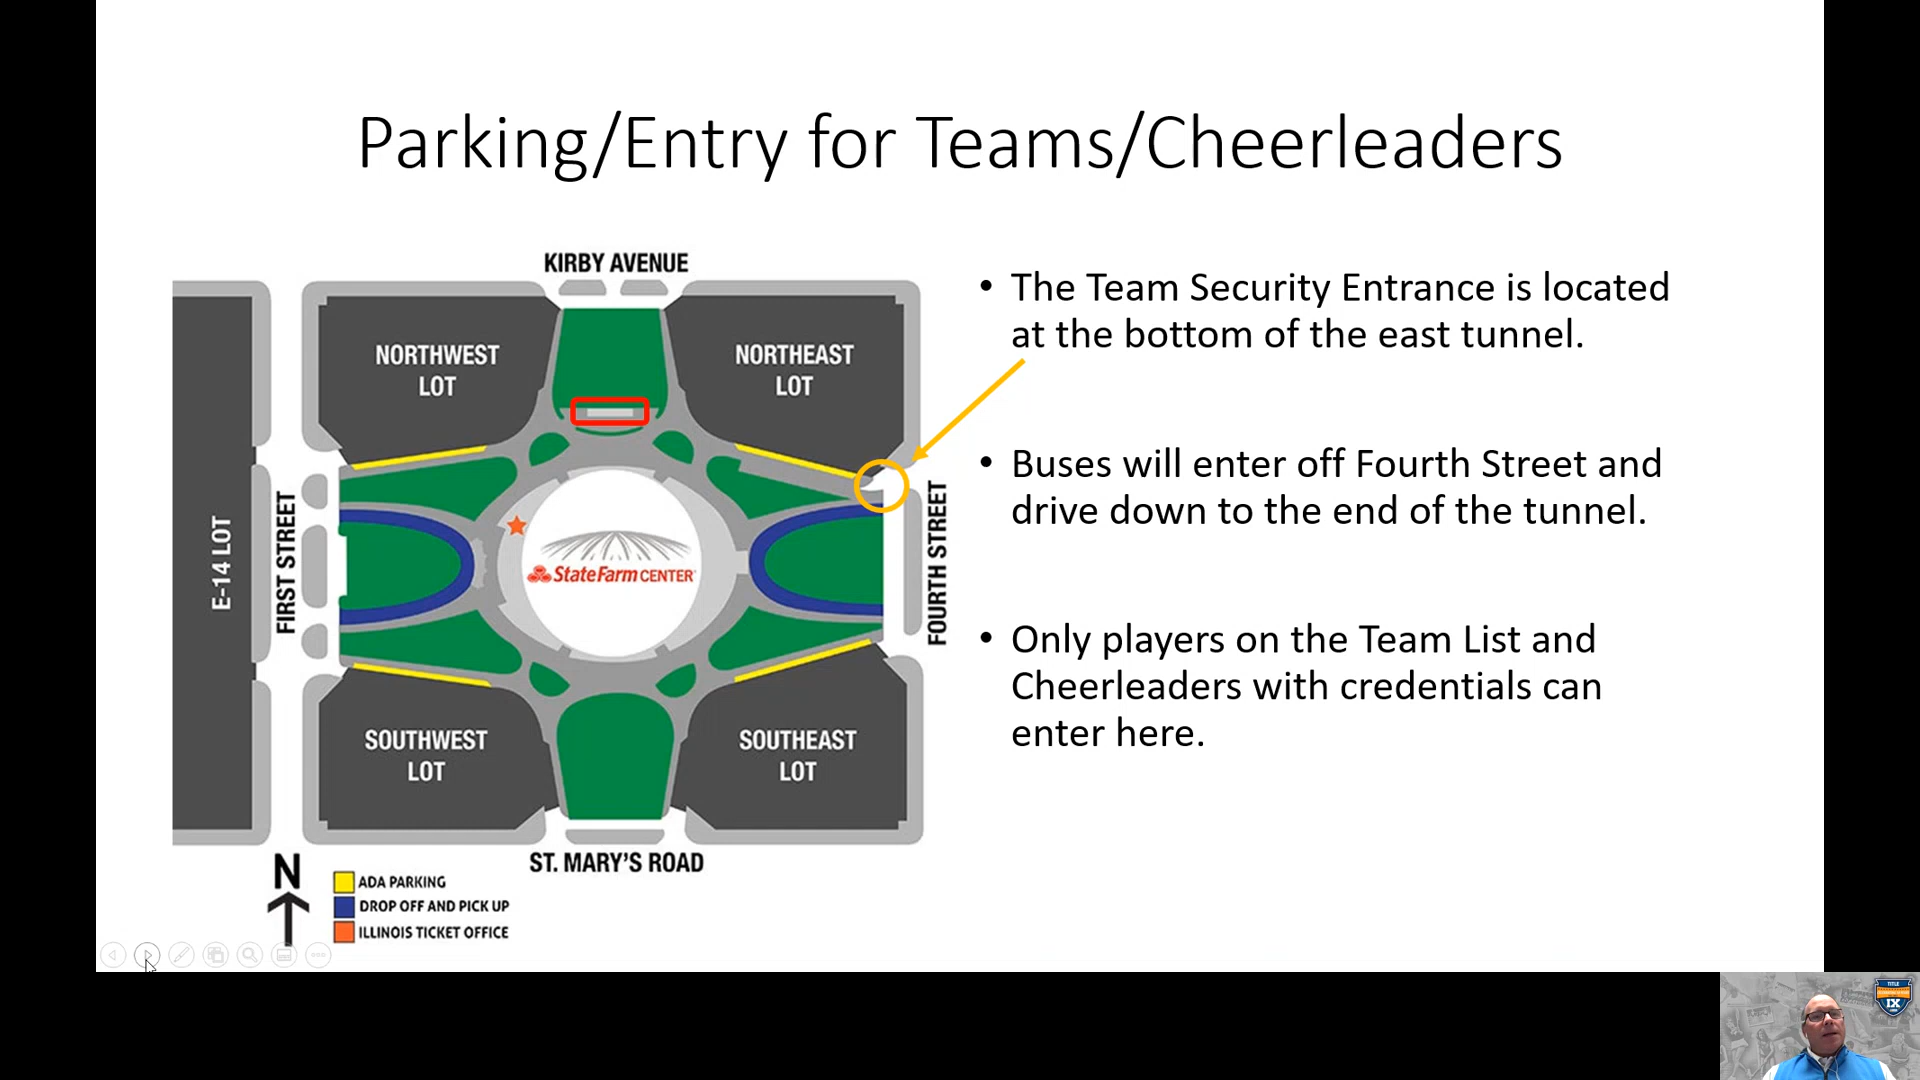 Parking/Entry for Teams/Cheerleaders
KIRBY AVENUE
NORTHWEST
LOT
NORTHEAST
LOT
E-14 LOT
FIRST STREET
StateFarm CENTER
FOURTH STREET
SOUTHWEST
LOT
SOUTHEAST
LOT
ST. MARY'S ROAD
N
ADA PARKING
DROP OFF AND PICK UP
ILLINOIS TICKET OFFICE
• The Team Security Entrance is located
at the bottom of the east tunnel.
• Buses will enter off Fourth Street and
drive down to the end of the tunnel.
• Only players on the Team List and
Cheerleaders with credentials can
enter here.
TITLE
IX